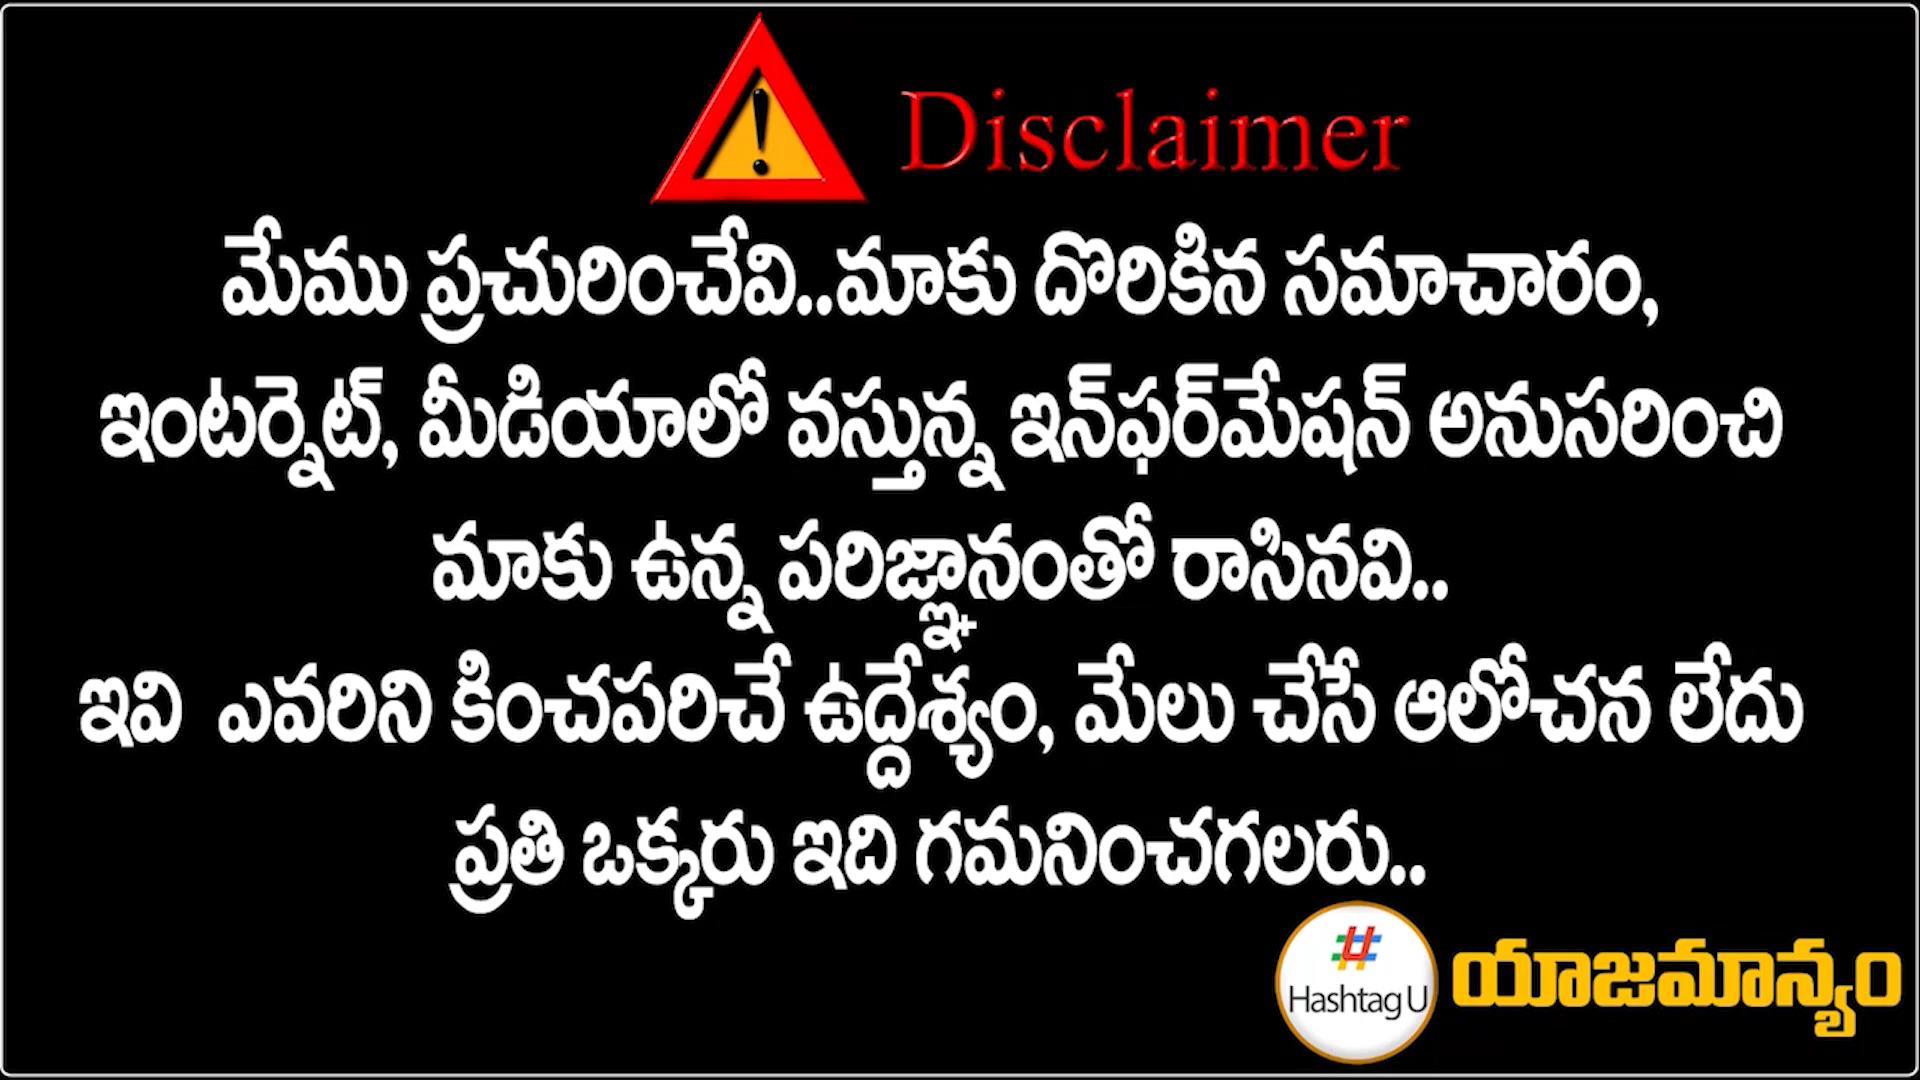 Disclaimer
మేము ప్రచురించేవి..మాకు దొరికిన సమాచారం,
ఇంటర్నెట్, మీడియాలో వస్తున్న ఇన్‌ఫర్‌మేషన్ అనుసరించి
మాకు ఉన్న పరిజ్ఞానంతో రాసినవి..
ఇవి ఎవరిని కించపరిచే ఉద్దేశ్యం, మేలు చేసే ఆలోచన లేదు
ప్రతి ఒక్కరు ఇది గమనించగలరు..
Hashtag U
యాజమాన్యం